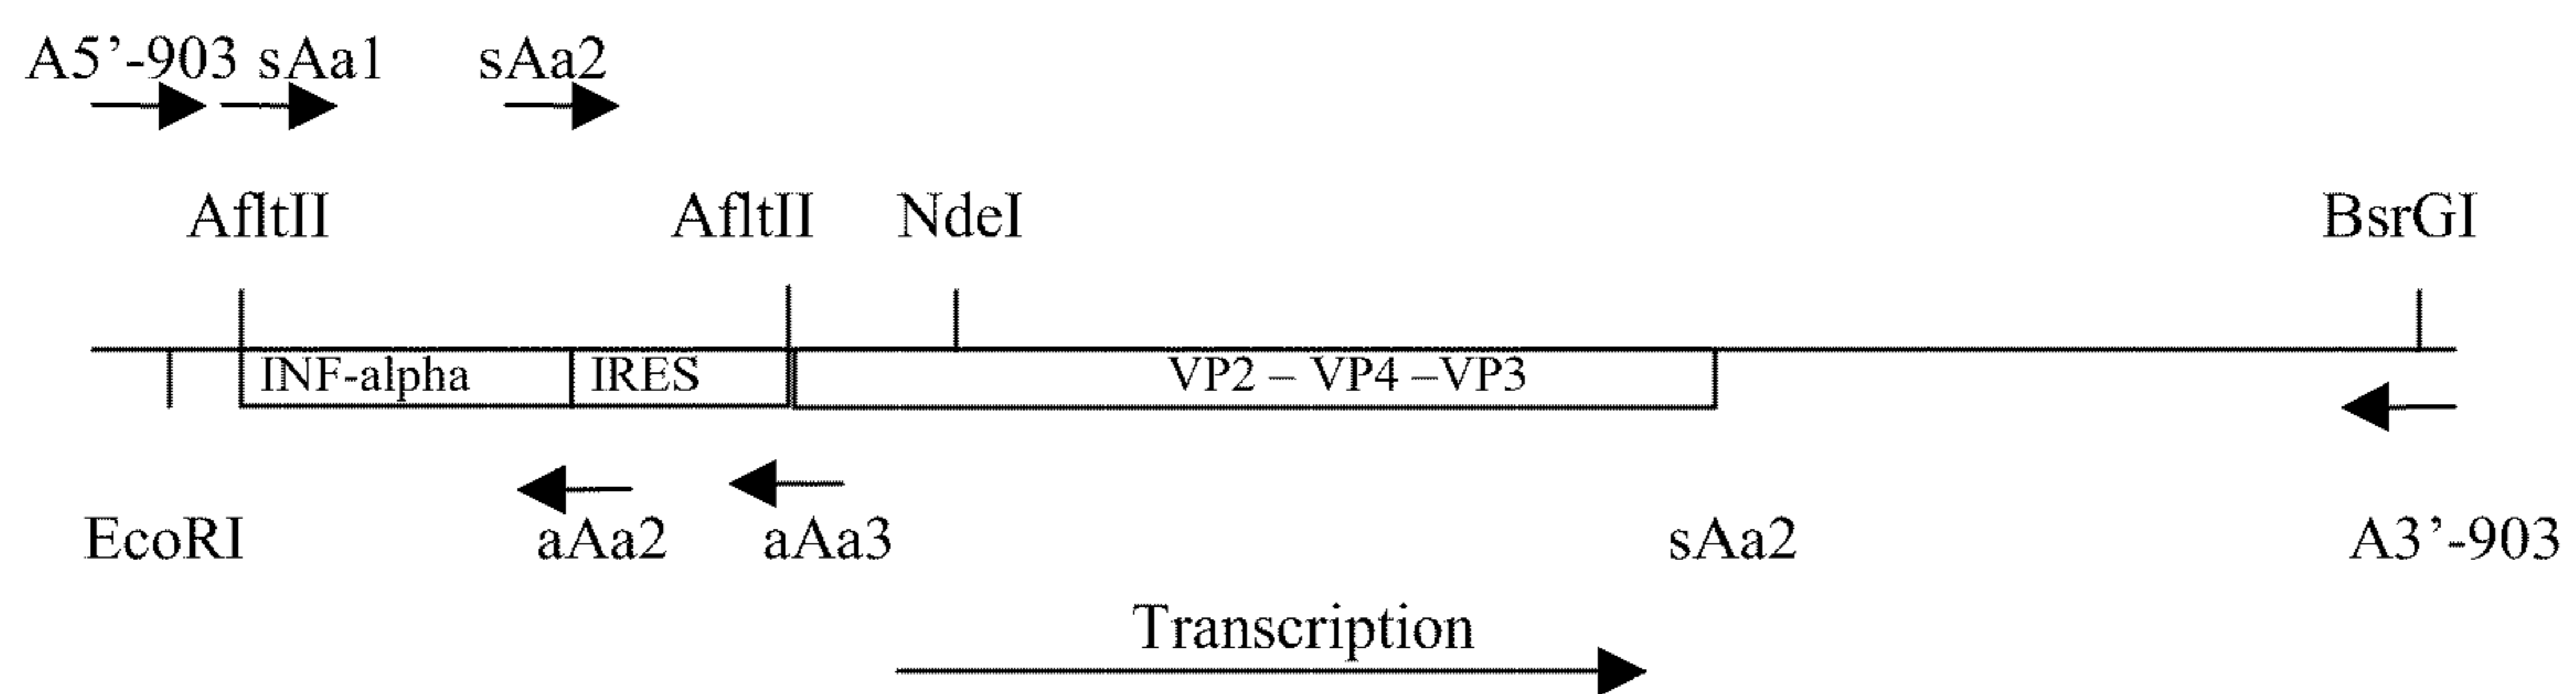 A5’-903 sAa1 sAa2
AfltII AfltII NdeI BsrGI
INF-alpha IRES VP2 – VP4 –VP3
EcoRI aAa2 aAa3 sAa2 A3’-903
Transcription